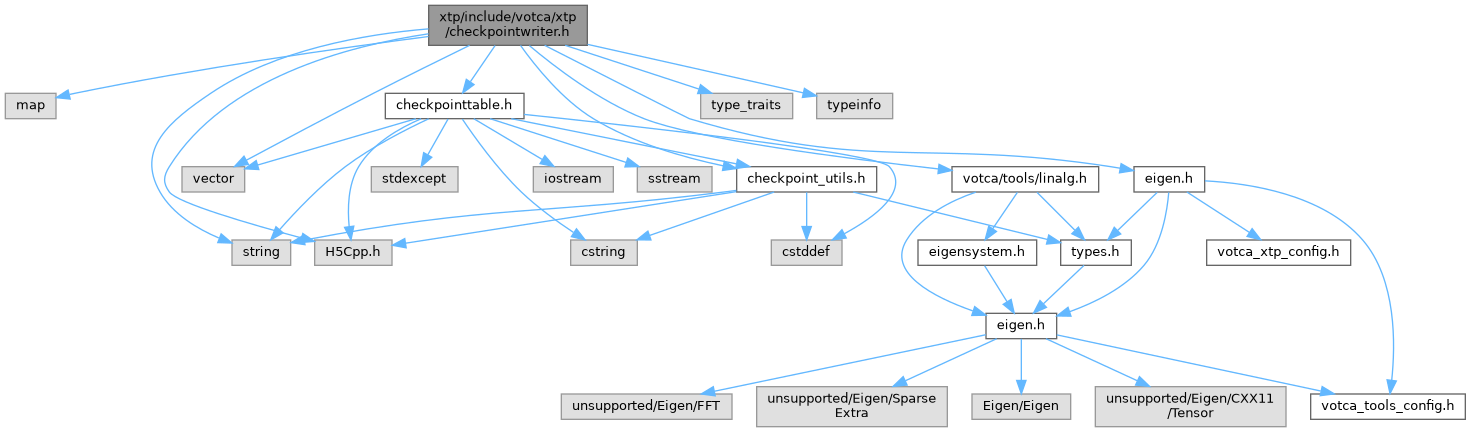 xtp/include/votca/xtp
/checkpointwriter.h
map
checkpointtable.h
type_traits
typeinfo
vector
stdexcept
iostream
sstream
checkpoint_utils.h
votca/tools/linalg.h
eigen.h
string
H5Cpp.h
cstring
cstddef
eigensystem.h
types.h
votca_xtp_config.h
eigen.h
unsupported/Eigen/FFT
unsupported/Eigen/Sparse
Extra
Eigen/Eigen
unsupported/Eigen/CXX11
/Tensor
votca_tools_config.h